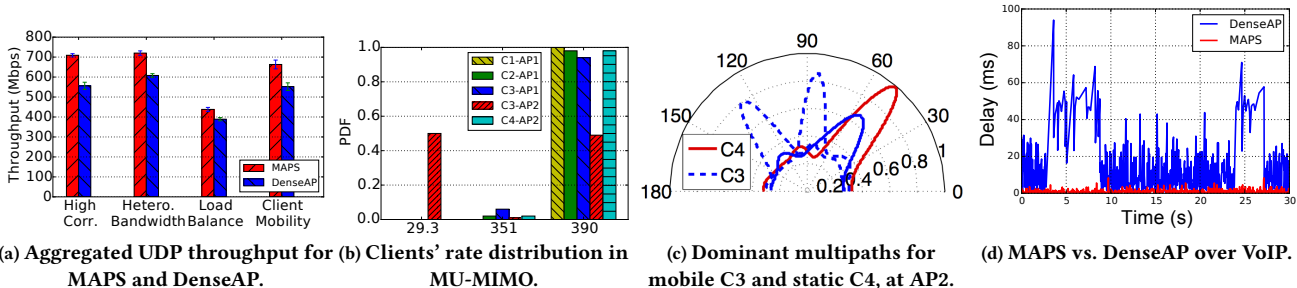 Throughput (Mbps)
800
700
600
500
400
300
200
100
0
MAPS
DenseAP
High Corr.
Hetero. Bandwidth
Load Balance
Client Mobility
(a) Aggregated UDP throughput for
MAPS and DenseAP.
PDF
1.0
0.8
0.6
0.4
0.2
0.0
C1-AP1
C2-AP1
C3-AP1
C3-AP2
C4-AP2
29.3
351
390
(b) Clients' rate distribution in
MU-MIMO.
180
150
120
90
60
30
0
0.2
0.4
0.6
0.8
1
C4
C3
(c) Dominant multipaths for
mobile C3 and static C4, at AP2.
Delay (ms)
100
80
60
40
20
0
DenseAP
MAPS
0 5 10 15 20 25 30
Time (s)
(d) MAPS vs. DenseAP over VoIP.